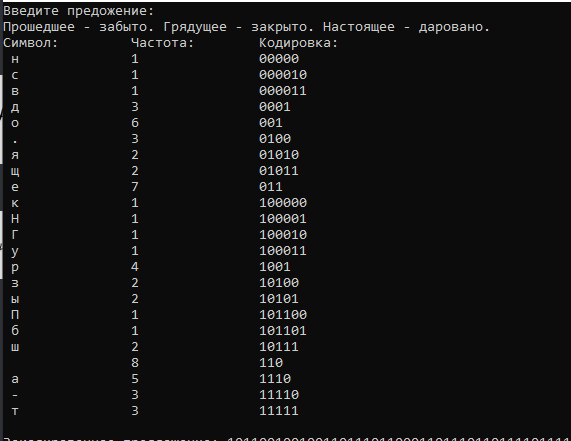 Введите предожение:
Прошедшее - забыто. Грядущее - закрыто. Настоящее - даровано.
Символ: Частота: Кодировка:
н 1 00000
с 1 000010
в 1 000011
д 3 0001
о 6 001
. 3 0100
я 2 01010
щ 2 01011
е 7 011
к 1 100000
Н 1 100001
Г 1 100010
у 1 100011
р 4 1001
з 2 10100
ы 2 10101
П 1 101100
б 1 101101
ш 2 10111
8 110
а 5 1110
- 3 11110
т 3 11111